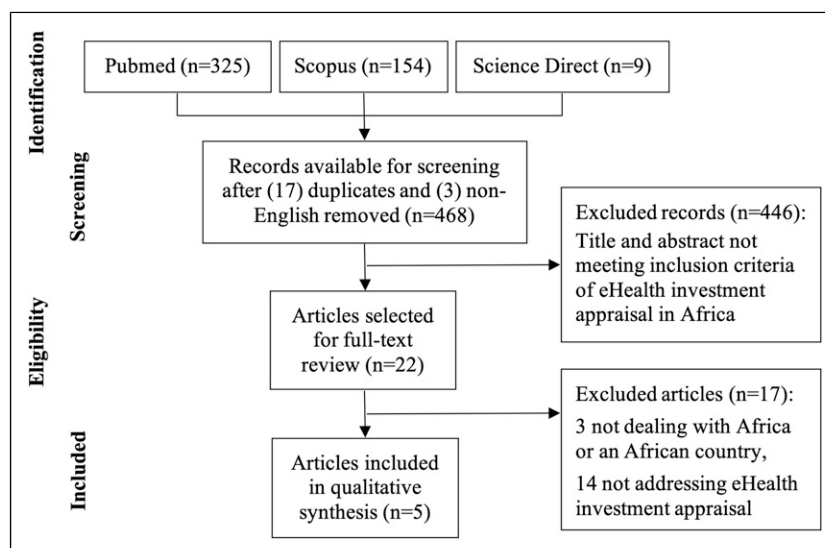 Identification
Pubmed (n=325)
Scopus (n=154)
Science Direct (n=9)
Screening
Records available for screening
after (17) duplicates and (3) non-
English removed (n=468)
Excluded records (n=446):
Title and abstract not
meeting inclusion criteria
of eHealth investment
appraisal in Africa
Eligibility
Articles selected
for full-text
review (n=22)
Excluded articles (n=17):
3 not dealing with Africa
or an African country,
14 not addressing eHealth
investment appraisal
Included
Articles included
in qualitative
synthesis (n=5)